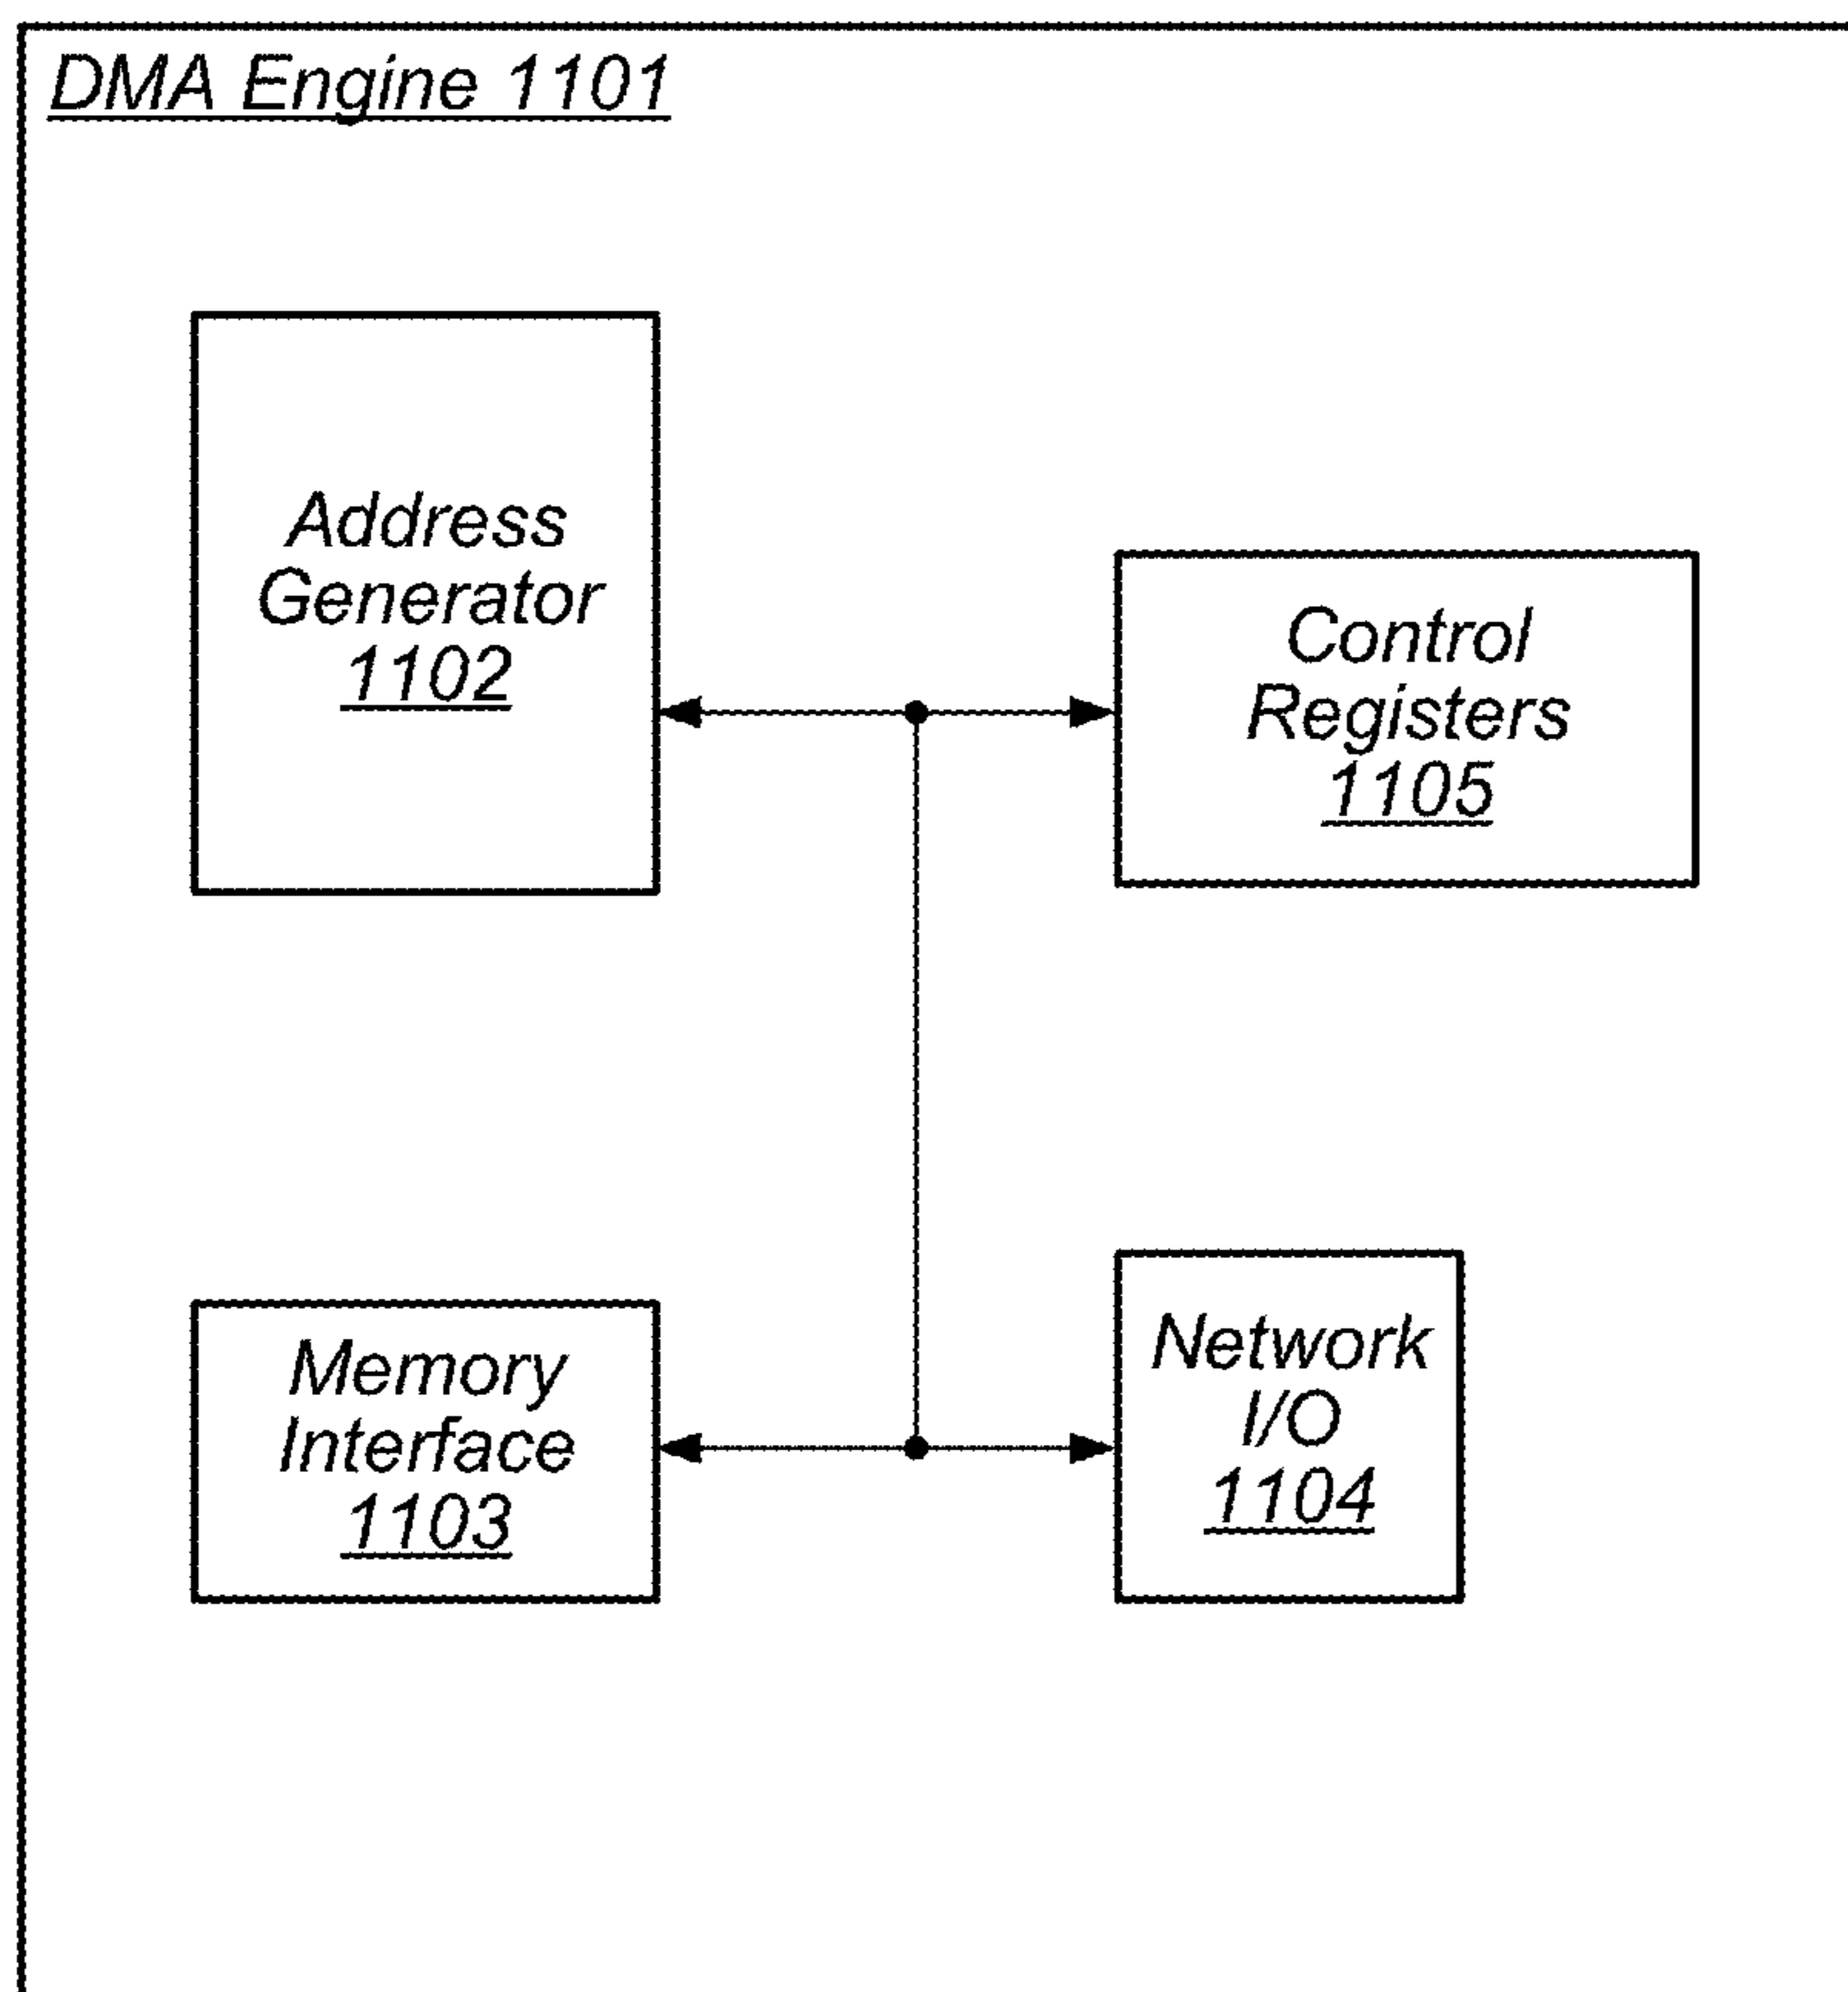 DMA Engine 1101
Address
Generator
1102
Control
Registers
1105
Memory
Interface
1103
Network
I/O
1104